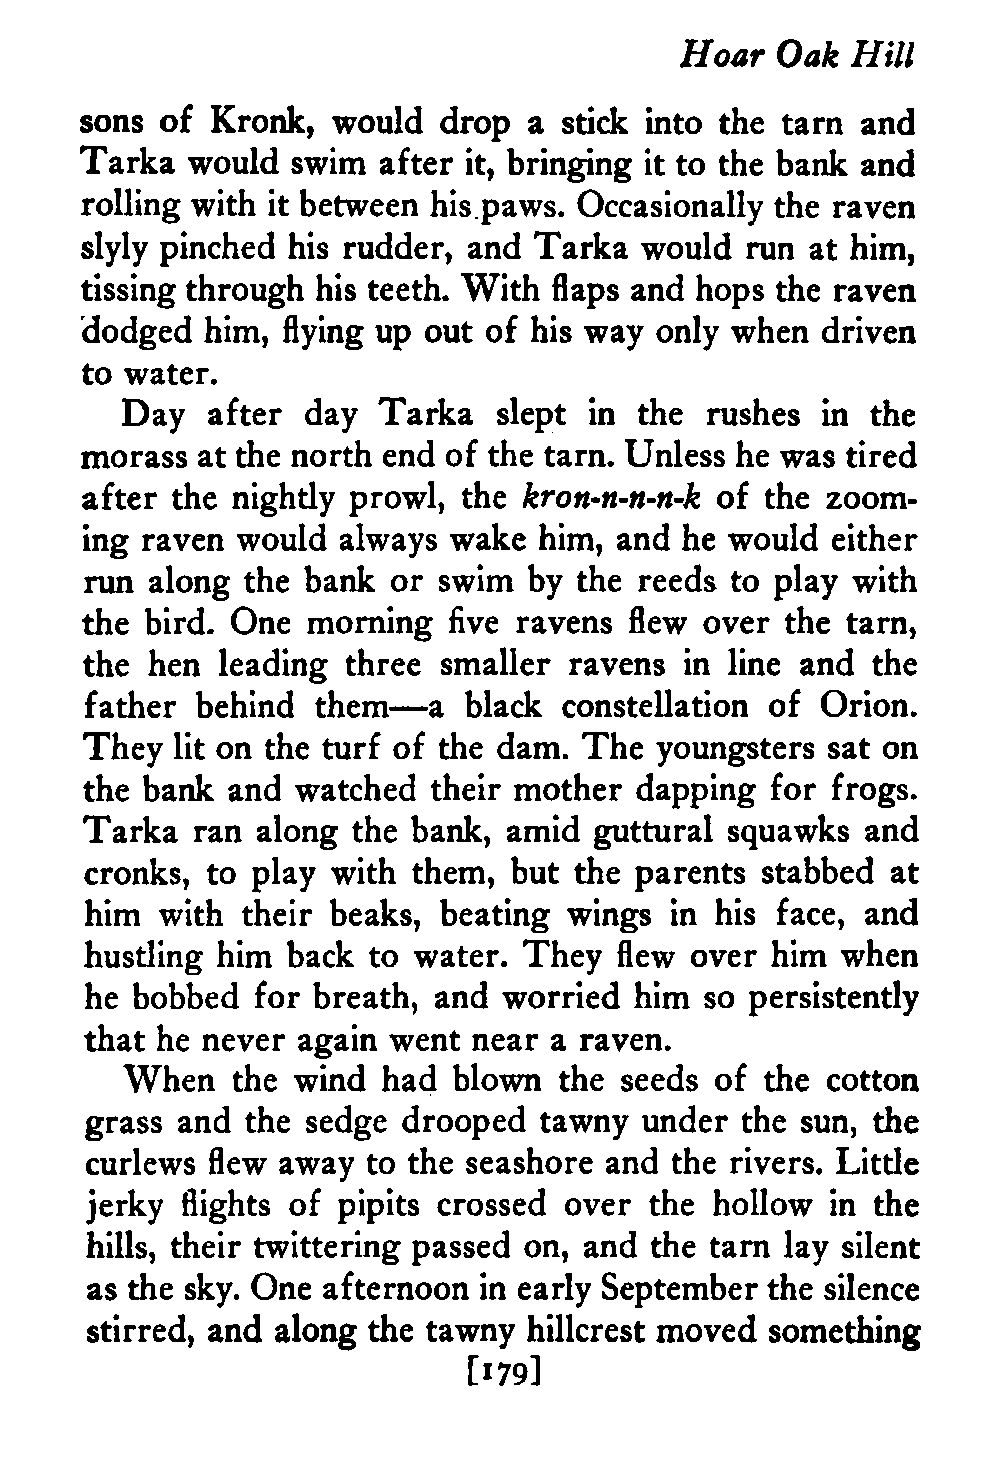 Hoar Oak Hill
sons of Kronk, would drop a stick into the tarn and
Tarka would swim after it, bringing it to the bank and
rolling with it between his paws. Occasionally the raven
slyly pinched his rudder, and Tarka would run at him,
tissing through his teeth. With flaps and hops the raven
dodged him, flying up out of his way only when driven
to water.
Day after day Tarka slept in the rushes in the
morass at the north end of the tarn. Unless he was tired
after the nightly prowl, the kron-n-n-n-k of the zoom-
ing raven would always wake him, and he would either
run along the bank or swim by the reeds to play with
the bird. One morning five ravens flew over the tarn,
the hen leading three smaller ravens in line and the
father behind them—a black constellation of Orion.
They lit on the turf of the dam. The youngsters sat on
the bank and watched their mother dapping for frogs.
Tarka ran along the bank, amid guttural squawks and
cronks, to play with them, but the parents stabbed at
him with their beaks, beating wings in his face, and
hustling him back to water. They flew over him when
he bobbed for breath, and worried him so persistently
that he never again went near a raven.
When the wind had blown the seeds of the cotton
grass and the sedge drooped tawny under the sun, the
curlews flew away to the seashore and the rivers. Little
jerky flights of pipits crossed over the hollow in the
hills, their twittering passed on, and the tarn lay silent
as the sky. One afternoon in early September the silence
stirred, and along the tawny hillcrest moved something
[179]